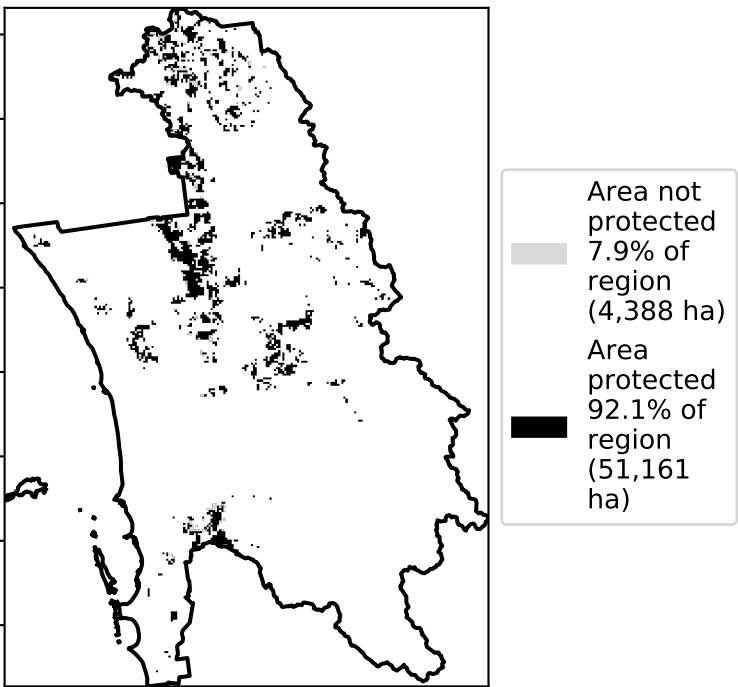 Area not
protected
7.9% of
region
(4,388 ha)
Area
protected
92.1% of
region
(51,161
ha)